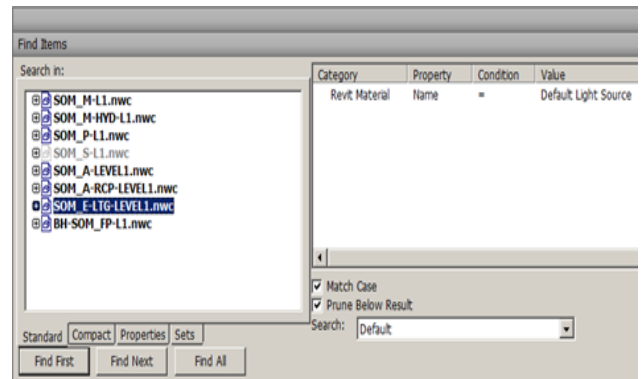 Find Items
Search in:
SOM_M-L1.nwc
SOM_M-HYD-L1.nwc
SOM_P-L1.nwc
SOM_S-L1.nwc
SOM_A-LEVEL1.nwc
SOM_A-RCP-LEVEL1.nwc
SOM_E-LTG-LEVEL1.nwc
BH-SOM_FP-L1.nwc
Standard Compact Properties Sets
Find First Find Next Find All
Category Property Condition Value
Revit Material Name = Default Light Source
Match Case
Prune Below Result
Search: Default